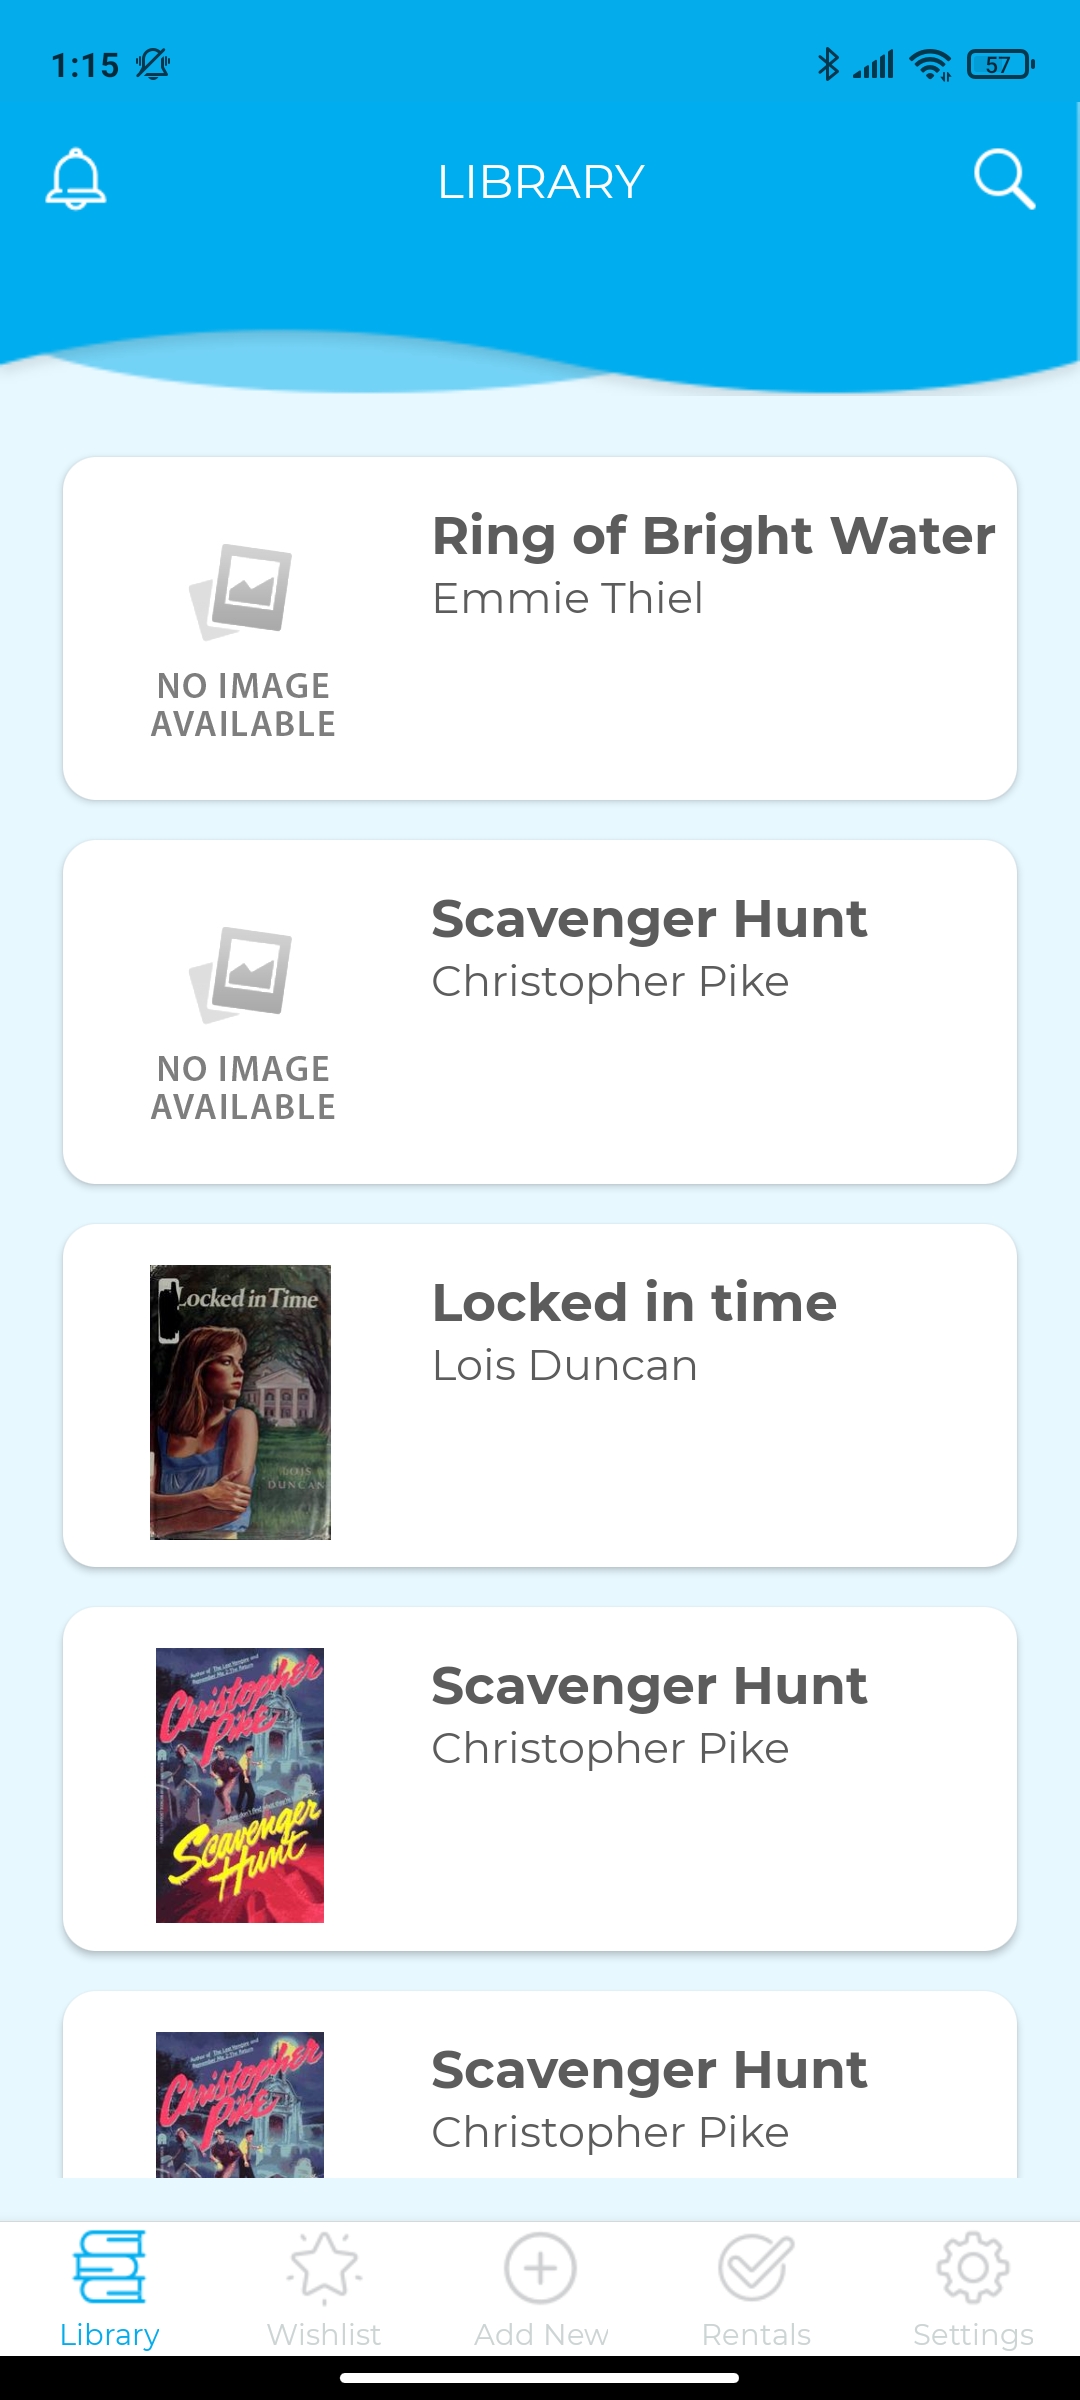 1:15
57
LIBRARY
Ring of Bright Water
Emmie Thiel
NO IMAGE
AVAILABLE
Scavenger Hunt
Christopher Pike
NO IMAGE
AVAILABLE
Locked in time
Lois Duncan
Locked in Time
LOIS
DUNCAN
Scavenger Hunt
Christopher Pike
Christopher
Pike
Scavenger
Hunt
Scavenger Hunt
Christopher Pike
Christopher
Pike
Library
Wishlist
Add New
Rentals
Settings